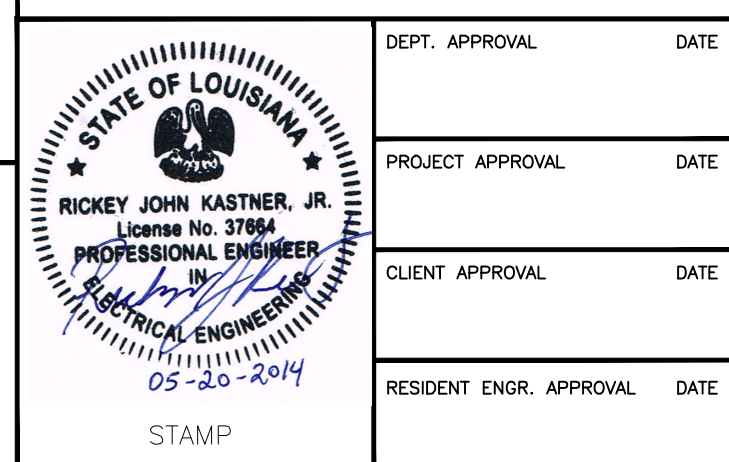 STATE OF LOUISIANA
RICKEY JOHN KASTNER, JR.
License No. 37664
PROFESSIONAL ENGINEER
IN
ELECTRICAL ENGINEERING
05-20-2014
STAMP
DEPT. APPROVAL DATE
PROJECT APPROVAL DATE
CLIENT APPROVAL DATE
RESIDENT ENGR. APPROVAL DATE